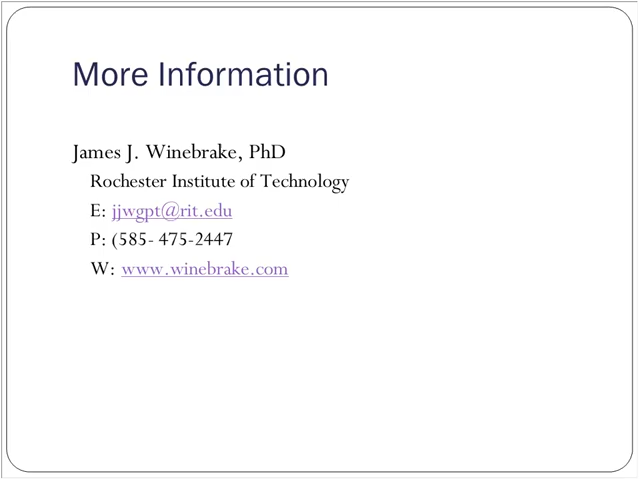 More Information
James J. Winebrake, PhD
Rochester Institute of Technology
E: jjwgpt@rit.edu
P: (585- 475-2447
W: www.winebrake.com